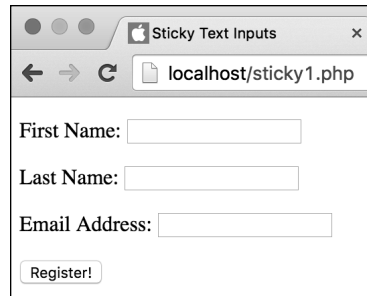 Sticky Text Inputs
localhost/sticky1.php
First Name:
Last Name:
Email Address:
Register!